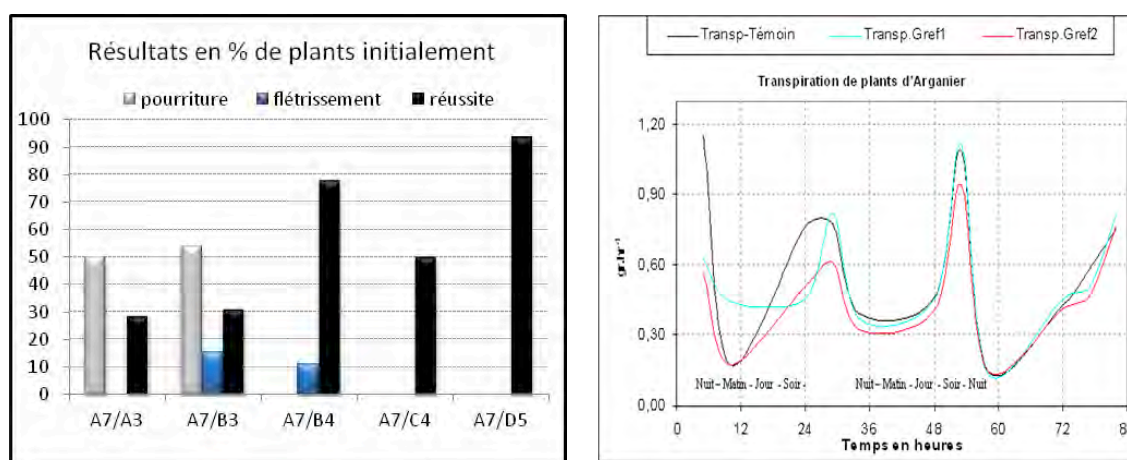 Résultats en % de plants initialement
pourriture flétrissement réussite
100
90
80
70
60
50
40
30
20
10
0
A7/A3 A7/B3 A7/B4 A7/C4 A7/D5
Transp-Témoin Transp.Gref1 Transp.Gref2
Transpiration de plants d'Arganier
1,20
0,90
0,60
0,30
0,00
gr.hr⁻¹
Nuit - Matin - Jour - Soir - Nuit - Matin - Jour - Soir - Nuit
0 12 24 36 48 60 72
Temps en heures